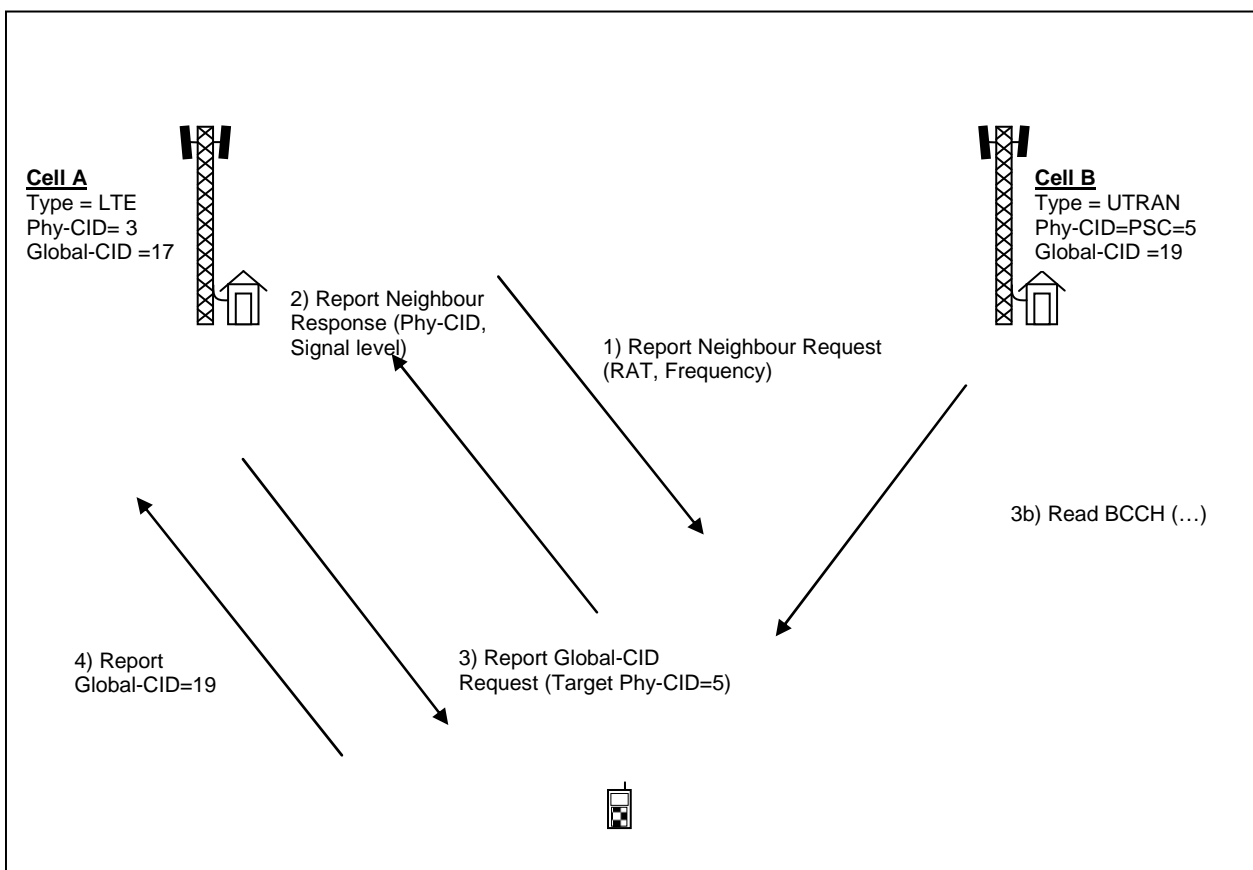 Cell A
Type = LTE
Phy-CID= 3
Global-CID =17
Cell B
Type = UTRAN
Phy-CID=PSC=5
Global-CID =19
2) Report Neighbour
Response (Phy-CID,
Signal level)
1) Report Neighbour Request
(RAT, Frequency)
3b) Read BCCH (…)
4) Report
Global-CID=19
3) Report Global-CID
Request (Target Phy-CID=5)